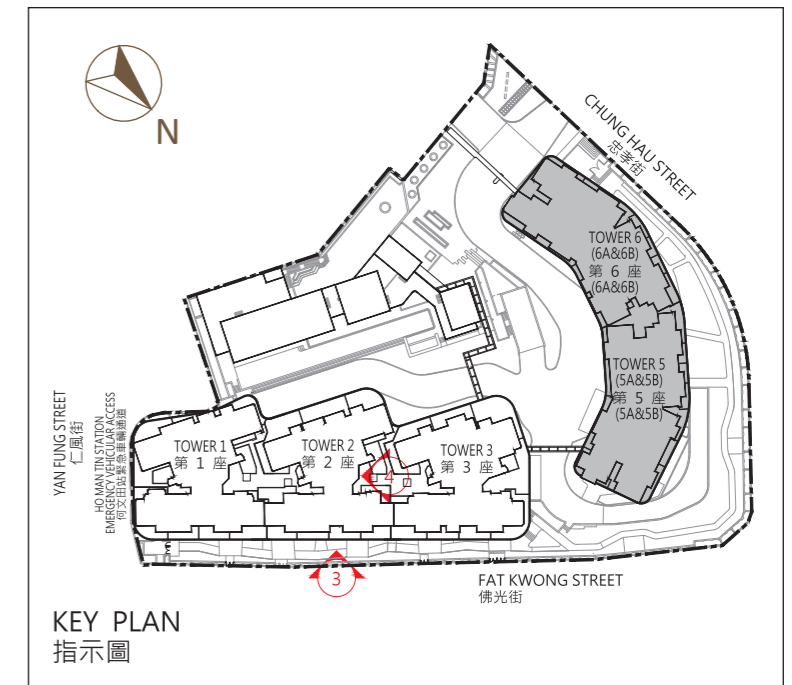 N
CHUNG HAU STREET
忠孝街
TOWER 6
(6A&6B)
第 6 座
(6A&6B)
TOWER 5
(5A&5B)
第 5 座
(5A&5B)
YAN FUNG STREET
仁風街
HO MAN TIN STATION
EMERGENCY VEHICULAR ACCESS
何文田站緊急車輛通道
TOWER 1
第 1 座
TOWER 2
第 2 座
TOWER 3
第 3 座
4
3
FAT KWONG STREET
佛光街
KEY PLAN
指示圖